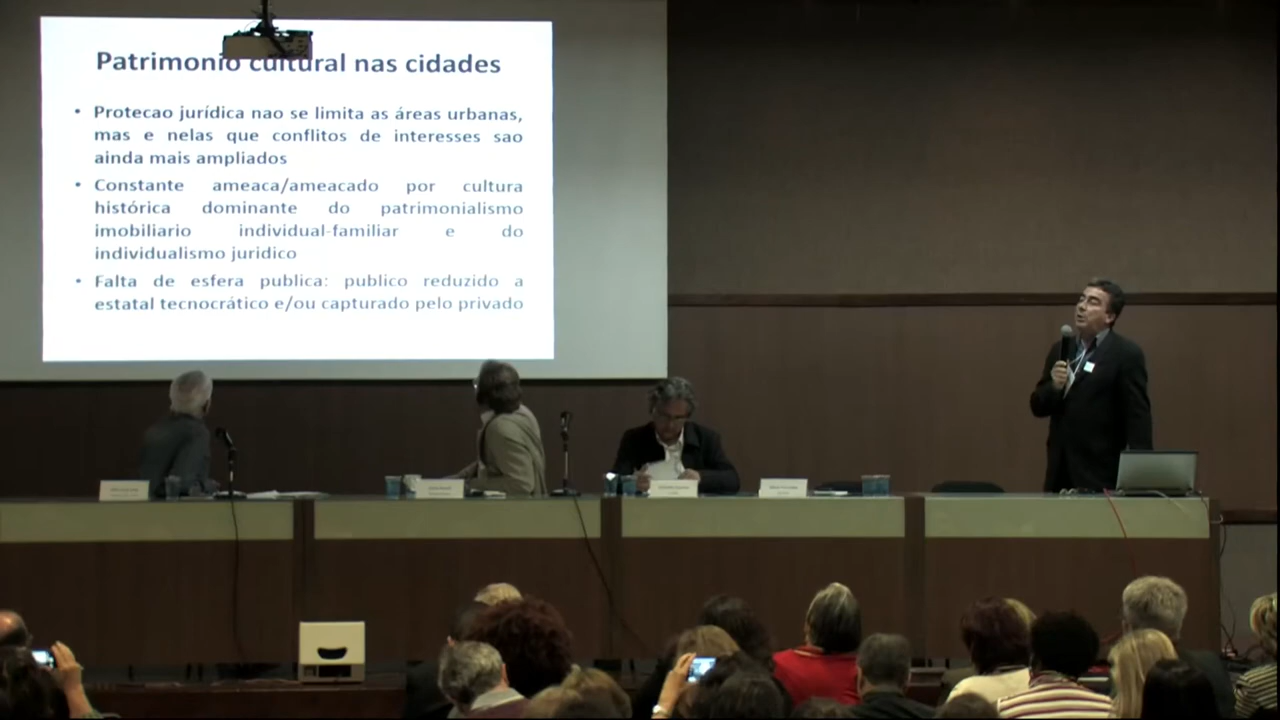 Patrimonio cultural nas cidades
• Protecao jurídica nao se limita as áreas urbanas,
mas e nelas que conflitos de interesses sao
ainda mais ampliados
• Constante ameaca/ameacado por cultura
histórica dominante do patrimonialismo
imobiliario individual-familiar e do
individualismo juridico
• Falta de esfera publica: publico reduzido a
estatal tecnocrático e/ou capturado pelo privado